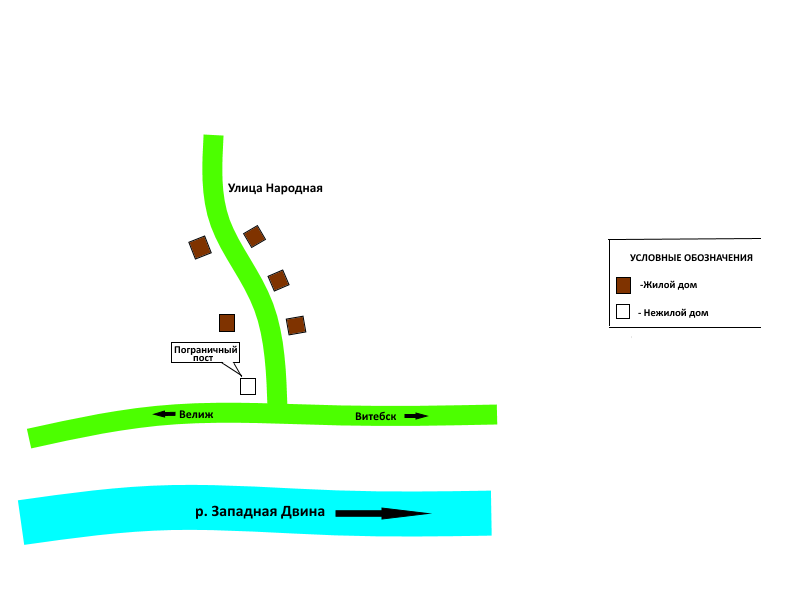 Улица Народная
УСЛОВНЫЕ ОБОЗНАЧЕНИЯ
-Жилой дом
- Нежилой дом
Пограничный
пост
Велиж
Витебск
р. Западная Двина